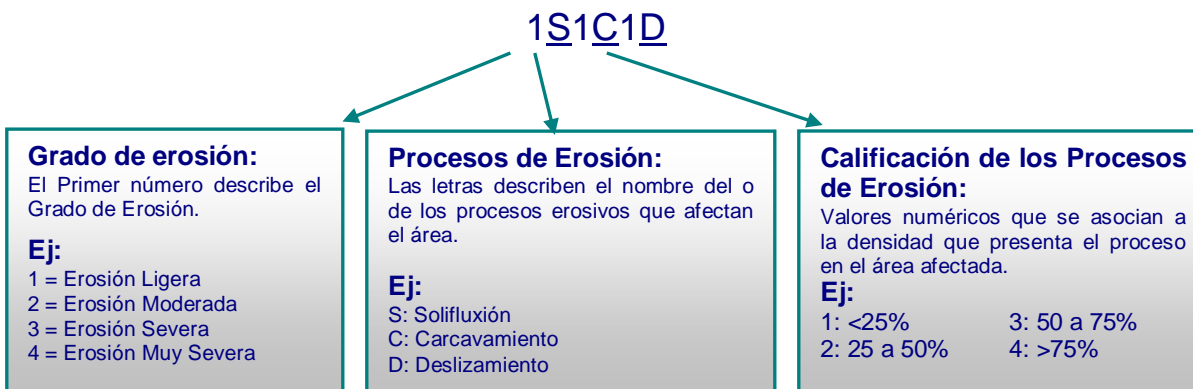 1S1C1D
Grado de erosión:
El Primer número describe el
Grado de Erosión.
Ej:
1 = Erosión Ligera
2 = Erosión Moderada
3 = Erosión Severa
4 = Erosión Muy Severa
Procesos de Erosión:
Las letras describen el nombre del o
de los procesos erosivos que afectan
el área.
Ej:
S: Solifluxión
C: Carcavamiento
D: Deslizamiento
Calificación de los Procesos
de Erosión:
Valores numéricos que se asocian a
la densidad que presenta el proceso
en el área afectada.
Ej:
1: <25% 3: 50 a 75%
2: 25 a 50% 4: >75%